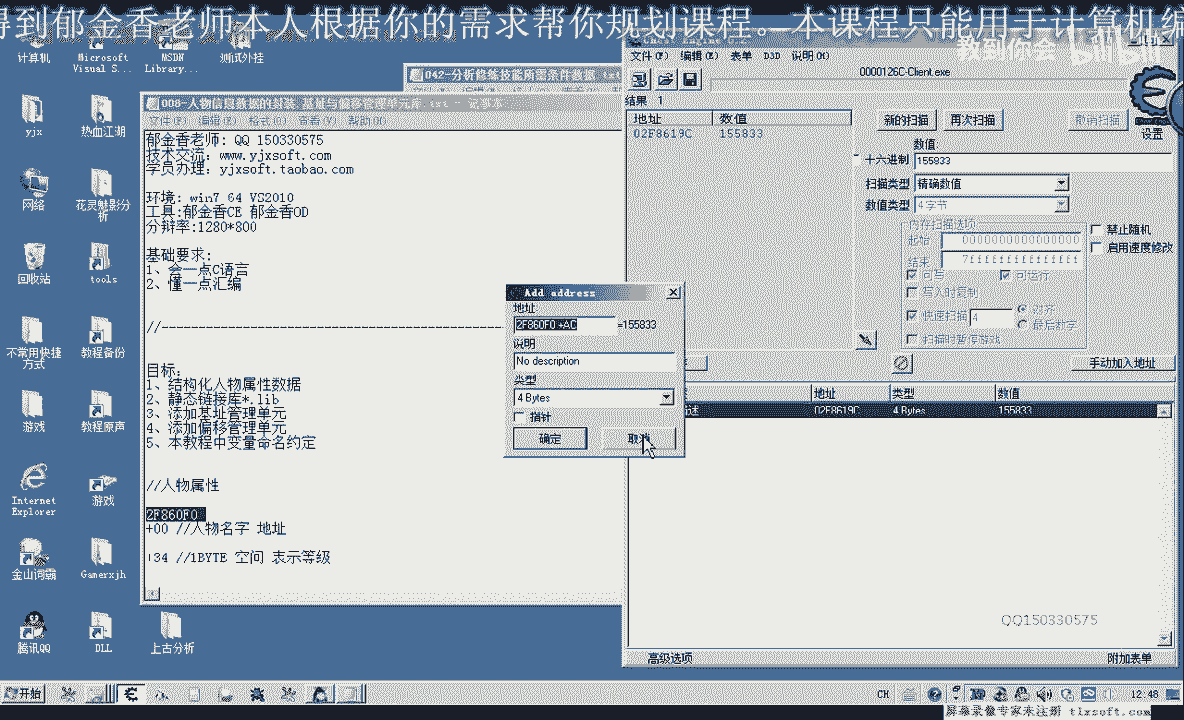 得到郁金香老师本人根据你的需求帮你规划课程。本课程只能用于计算机编
教到你会
bilibili
计算机
Microsoft Visual S...
MSDN Library...
测试外挂
yjx
热血江湖
网络
花灵魅影分析
回收站
tools
不常用快捷方式
教程备份
游戏
教程原声
Internet Explorer
游戏
金山词霸
Gamerxjh
腾讯QQ
DLL
上古分析
042-分析修练技能所需条件数据.txt
008-人物信息数据的封装.基址与偏移管理单元库.txt - 记事本
文件(F) 编辑(E) 格式(O) 查看(V) 帮助(H)
郁金香老师: QQ 150330575
技术交流：www.yjxsoft.com
学员办理：yjxsoft.taobao.com
环境: win7 64 VS2010
工具:郁金香CE 郁金香OD
分辩率:1280*800
基础要求:
1、会一点C语言
2、懂一点汇编
//------------------------------------------------
目标：
1、结构化人物属性数据
2、静态链接库*.lib
3、添加基址管理单元
4、添加偏移管理单元
5、本教程中变量命名约定
//人物属性
2F860F0
+00 //人物名字 地址
+34 //1BYTE 空间 表示等级
Add address
地址
2F860F0 +AC =155833
说明
No description
类型
4 Bytes
指针
确定 取消
Cheat Engine 6.2
文件(F) 编辑(E) 表单 D3D 说明(H)
0000126C-Client.exe
结果 1
地址 数值
02F8619C 155833
新的扫描 再次扫描 撤消扫描
设置
数值:
十六进制 155833
扫描类型 精确数值
数值类型 4字节
内存扫描选项
起始 0000000000000000
结束 7fffffffffffffff
可写 可运行
写入时复制
快速扫描 4 对齐
最后数字
扫描时暂停游戏
禁止随机
启用速度修改
手动加入地址
地址 类型 数值
02F8619C 4 Bytes 155833
QQ150330575
高级选项 附加表单
开始
CH
12:48
屏幕录像专家未注册 tlxsoft.com